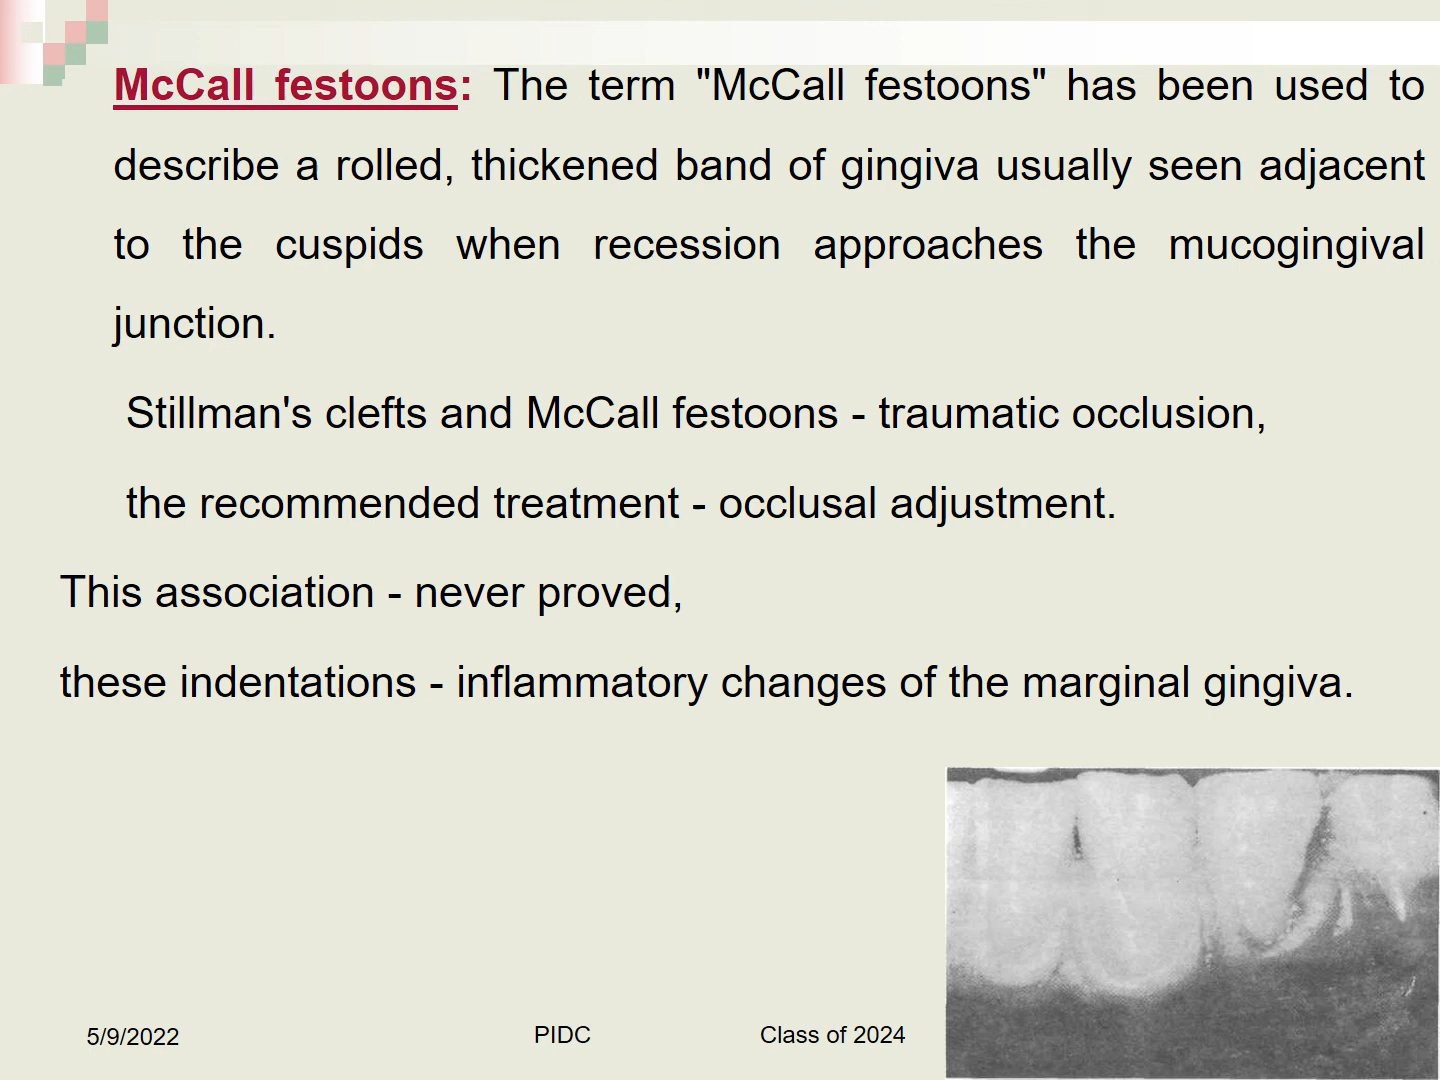 McCall festoons: The term "McCall festoons" has been used to
describe a rolled, thickened band of gingiva usually seen adjacent
to the cuspids when recession approaches the mucogingival
junction.
Stillman's clefts and McCall festoons - traumatic occlusion,
the recommended treatment - occlusal adjustment.
This association - never proved,
these indentations - inflammatory changes of the marginal gingiva.
5/9/2022
PIDC
Class of 2024